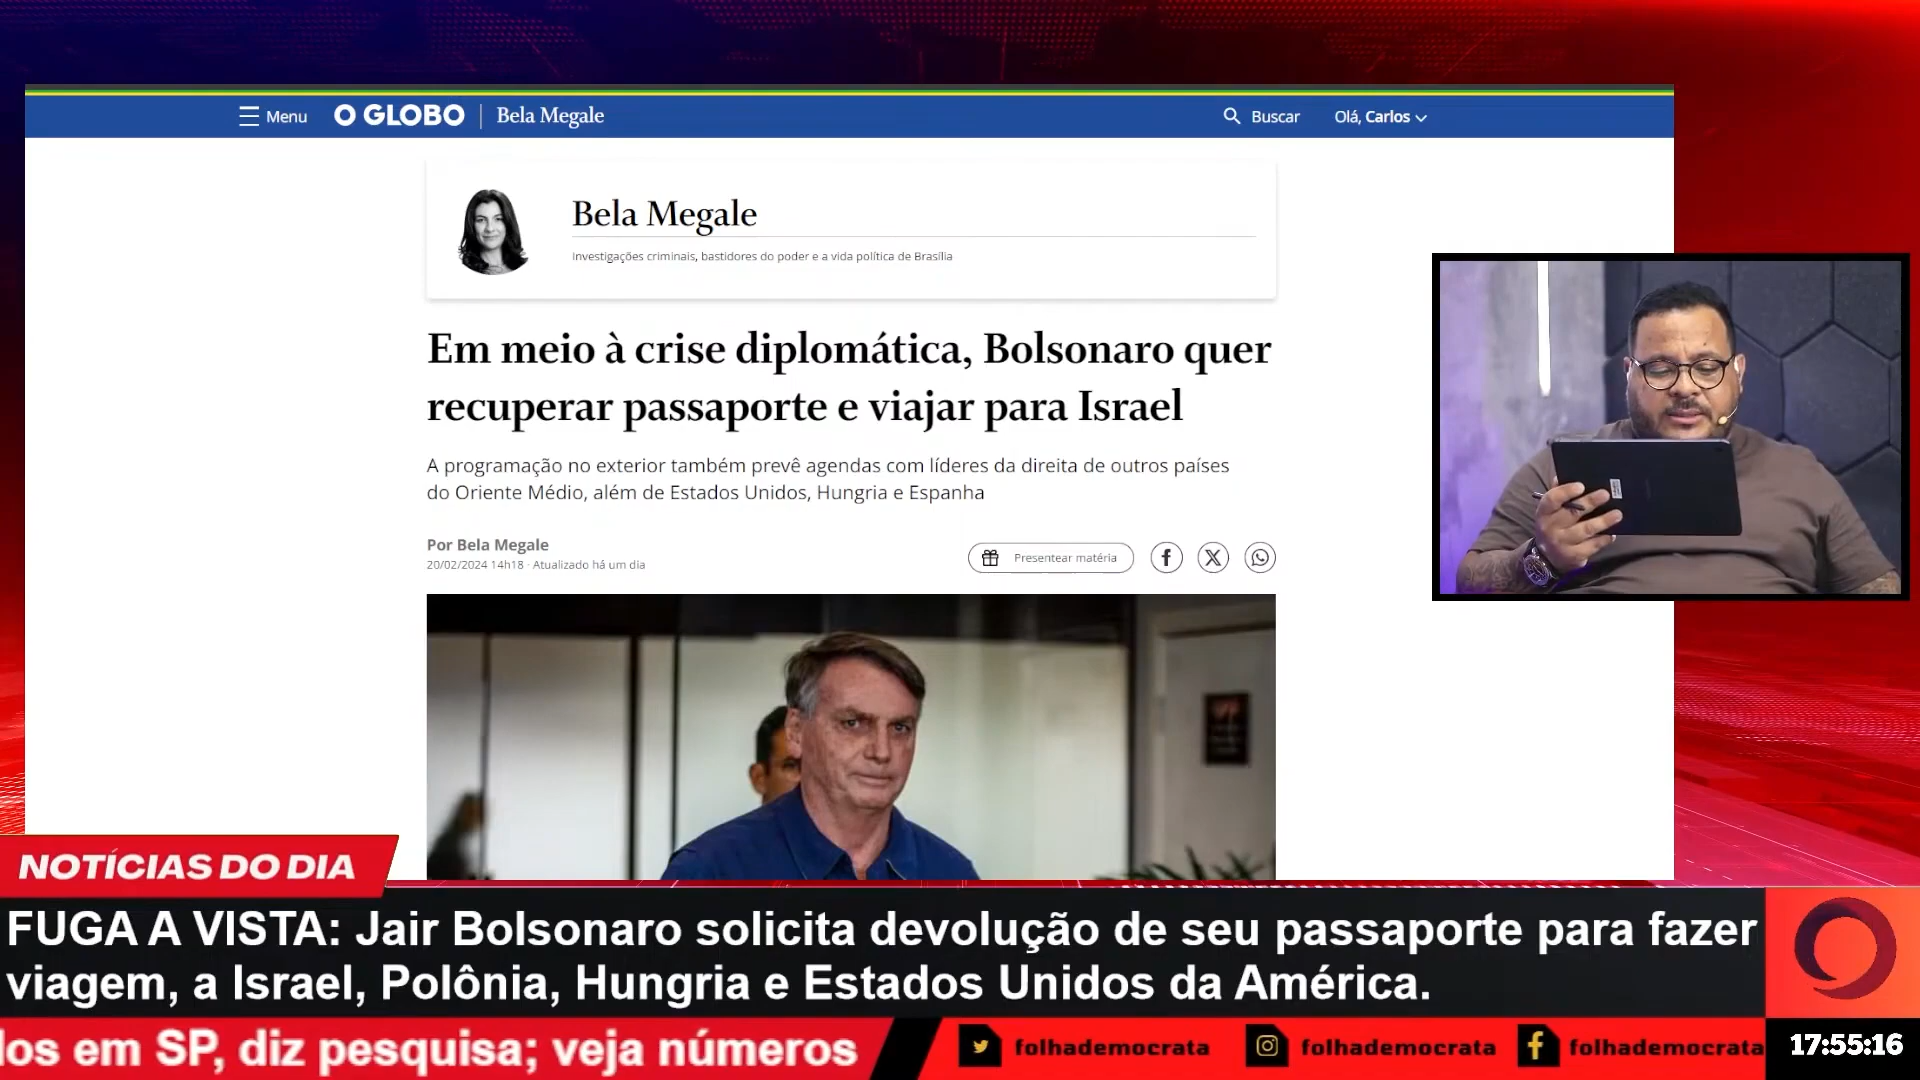 Menu
O GLOBO
Bela Megale
Buscar
Olá, Carlos
Bela Megale
Investigações criminais, bastidores do poder e a vida política de Brasília
Em meio à crise diplomática, Bolsonaro quer
recuperar passaporte e viajar para Israel
A programação no exterior também prevê agendas com líderes da direita de outros países
do Oriente Médio, além de Estados Unidos, Hungria e Espanha
Por Bela Megale
20/02/2024 14h18 · Atualizado há um dia
Presentear matéria
NOTÍCIAS DO DIA
FUGA A VISTA: Jair Bolsonaro solicita devolução de seu passaporte para fazer
viagem, a Israel, Polônia, Hungria e Estados Unidos da América.
los em SP, diz pesquisa; veja números
folhademocrata
folhademocrata
folhademocrata
17:55:16